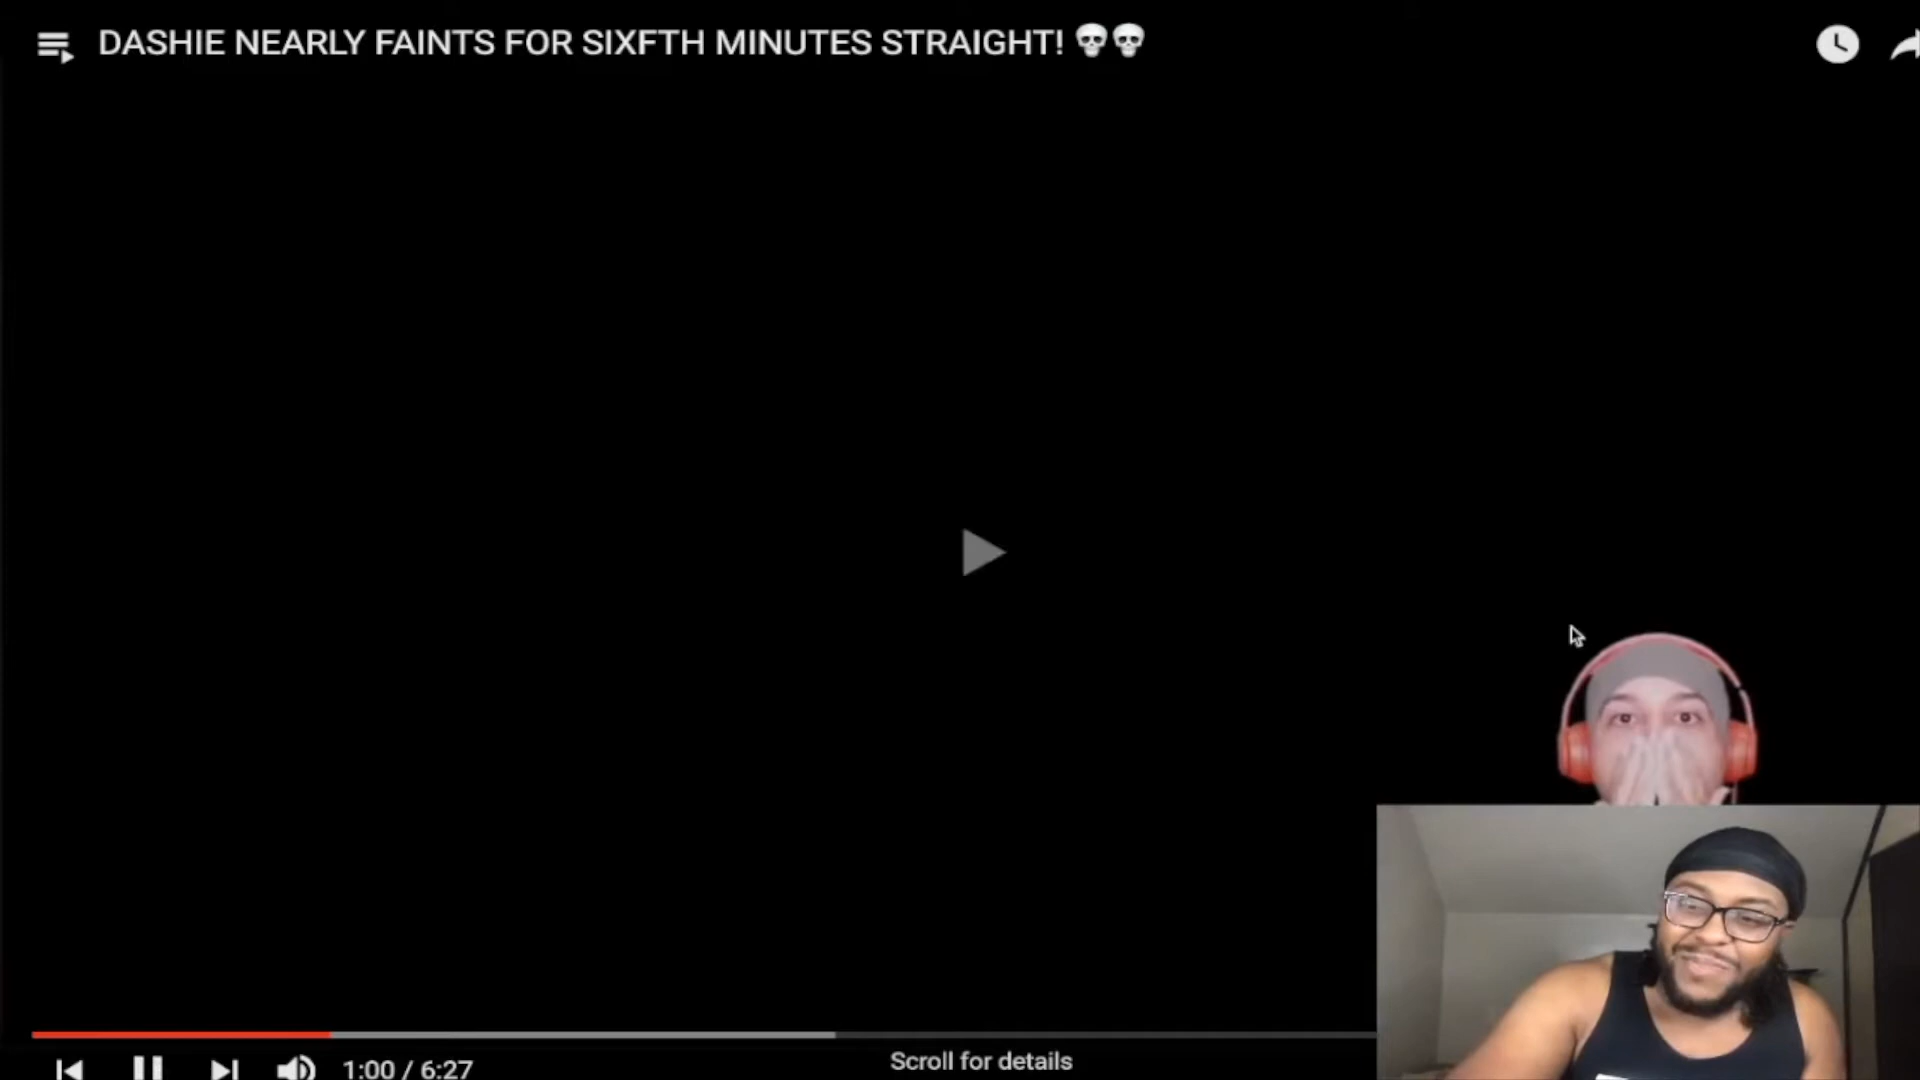 DASHIE NEARLY FAINTS FOR SIXFTH MINUTES STRAIGHT! 💀💀
1:00 / 6:27
Scroll for details